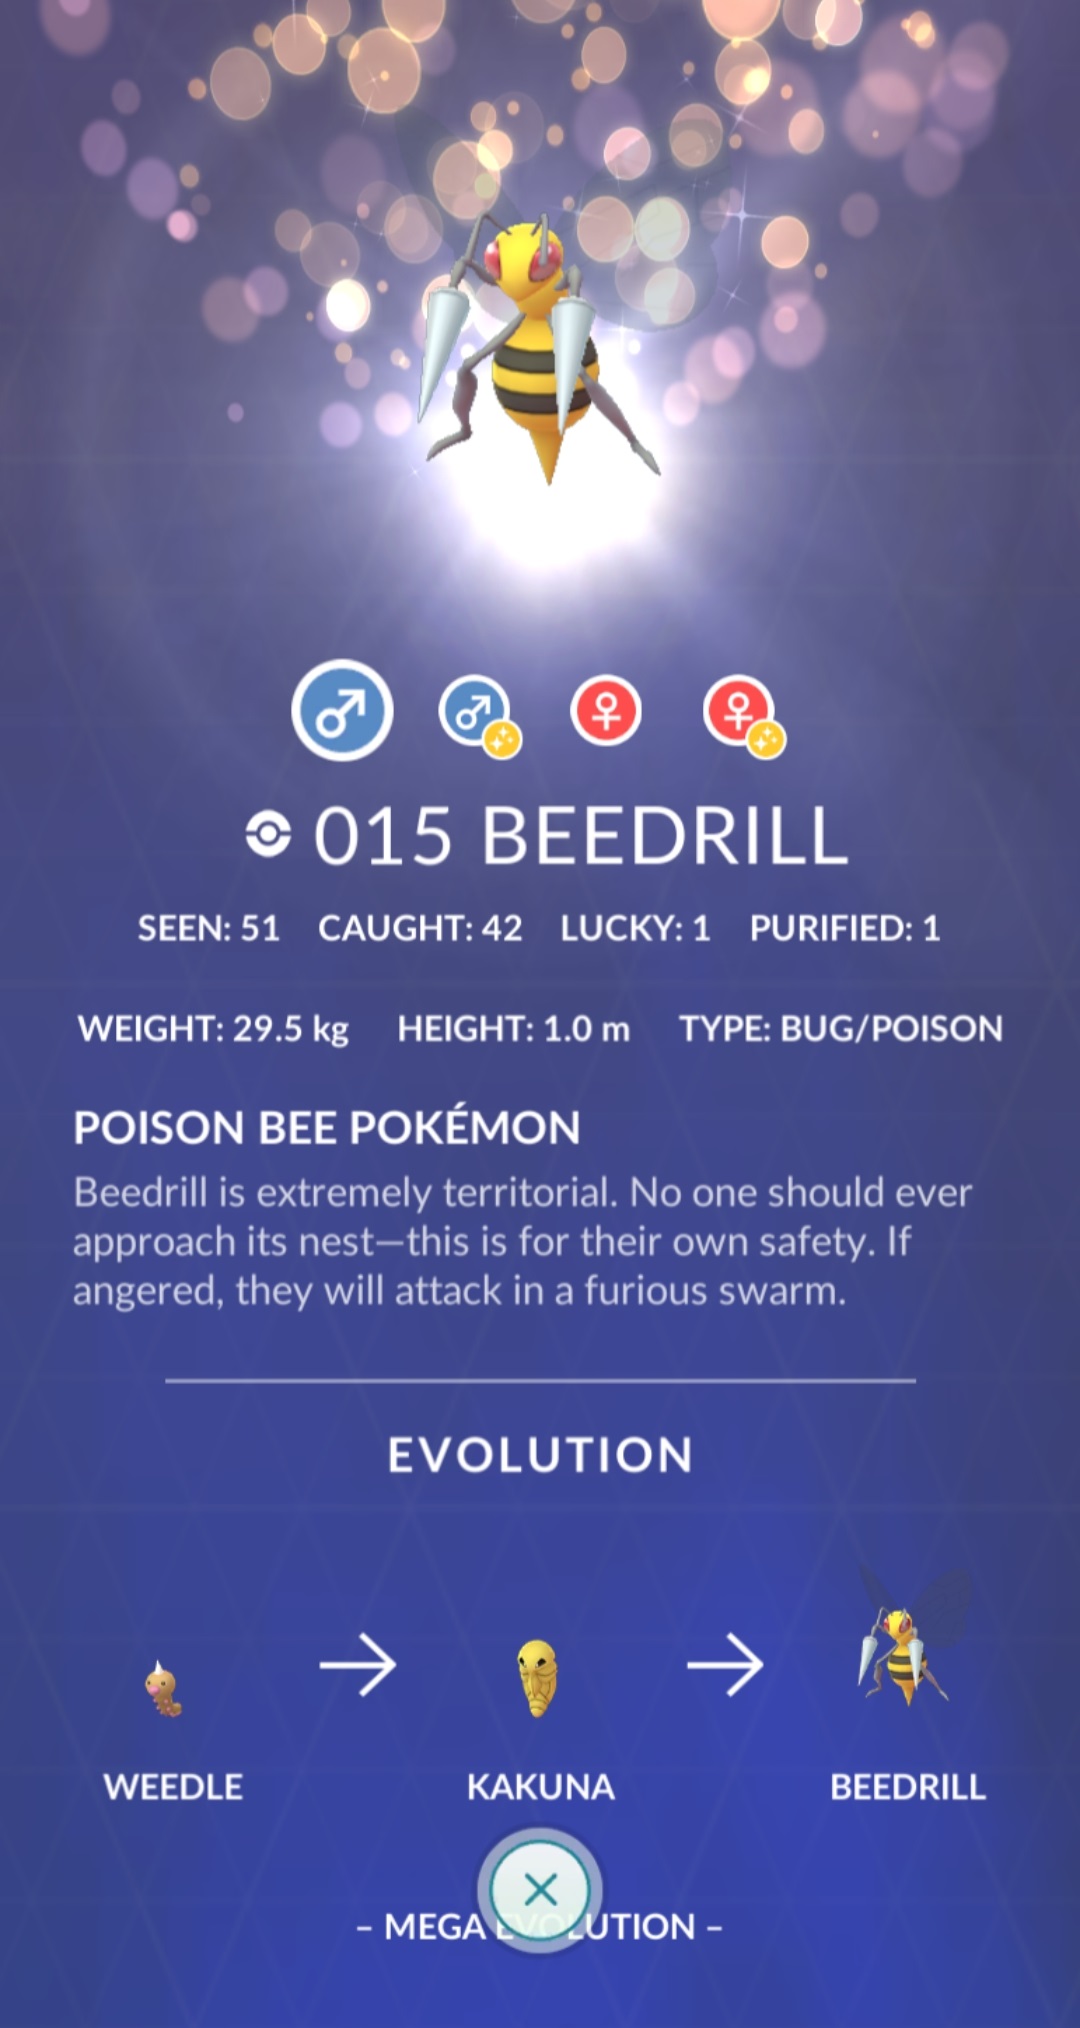 015 BEEDRILL
SEEN: 51 CAUGHT: 42 LUCKY: 1 PURIFIED: 1
WEIGHT: 29.5 kg HEIGHT: 1.0 m TYPE: BUG/POISON
POISON BEE POKÉMON
Beedrill is extremely territorial. No one should ever
approach its nest—this is for their own safety. If
angered, they will attack in a furious swarm.
EVOLUTION
WEEDLE KAKUNA BEEDRILL
– MEGA EVOLUTION –